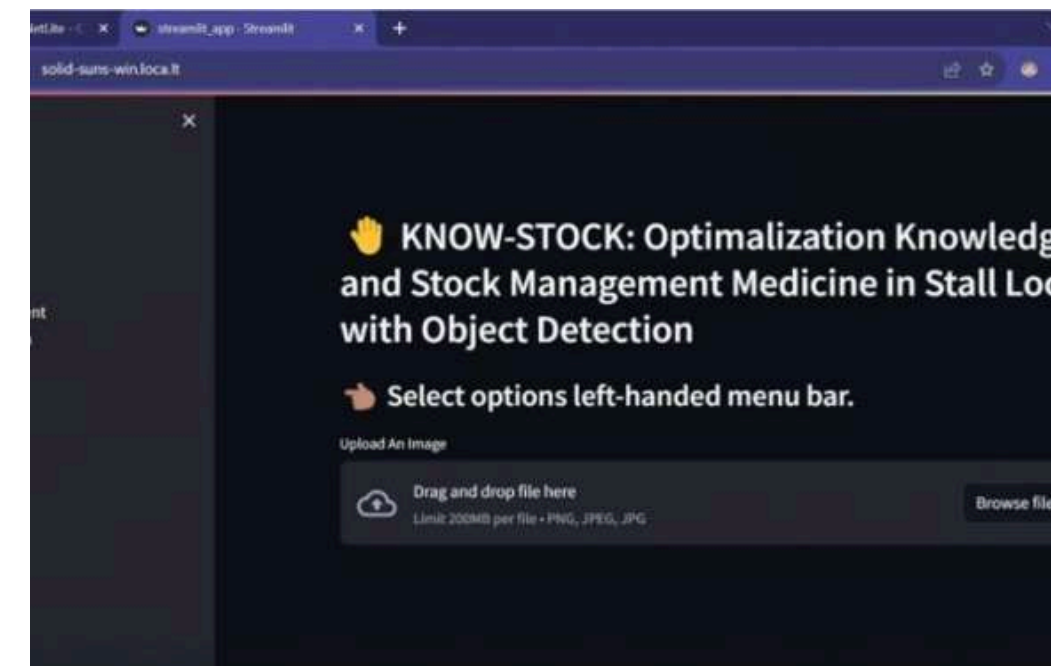 streamlit_app · Streamlit
solid-suns-win.loca.lt
KNOW-STOCK: Optimalization Knowledg
and Stock Management Medicine in Stall Loc
with Object Detection
nt
Select options left-handed menu bar.
Upload An Image
Drag and drop file here
Limit 200MB per file • PNG, JPEG, JPG
Browse file